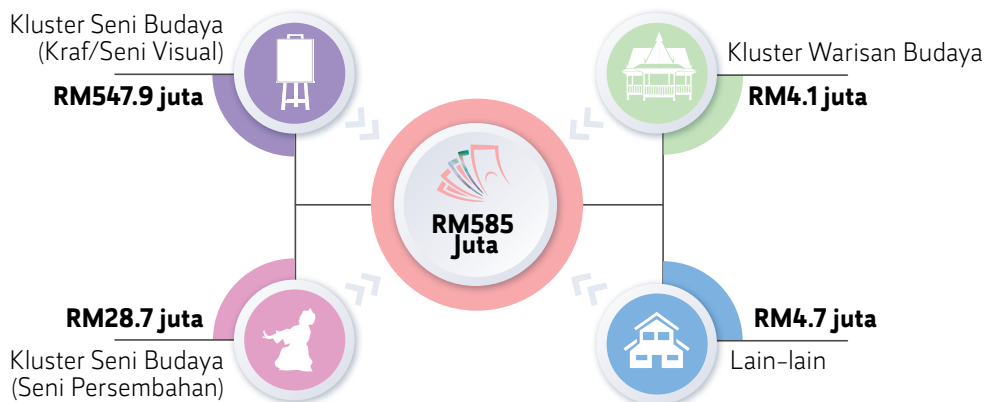 Kluster Seni Budaya
(Kraf/Seni Visual)
RM547.9 juta
Kluster Warisan Budaya
RM4.1 juta
RM585
Juta
RM28.7 juta
Kluster Seni Budaya
(Seni Persembahan)
RM4.7 juta
Lain-lain